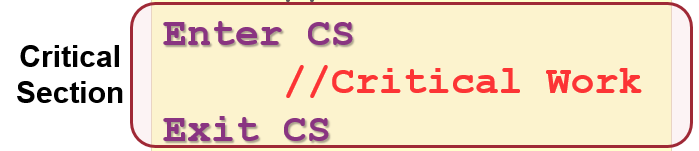 Critical
Section
Enter CS
//Critical Work
Exit CS